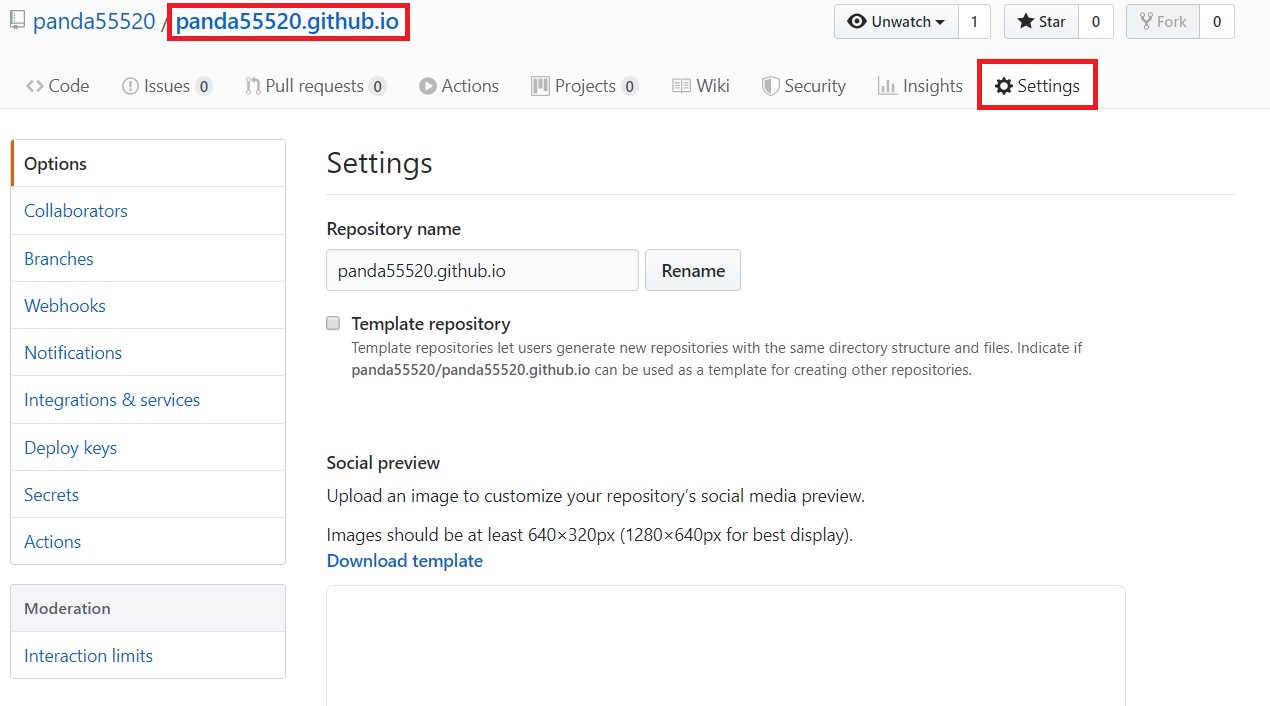 panda55520 / panda55520.github.io
Unwatch 1
Star 0
Fork 0
Code
Issues 0
Pull requests 0
Actions
Projects 0
Wiki
Security
Insights
Settings
Options
Collaborators
Branches
Webhooks
Notifications
Integrations & services
Deploy keys
Secrets
Actions
Moderation
Interaction limits
Settings
Repository name
panda55520.github.io
Rename
Template repository
Template repositories let users generate new repositories with the same directory structure and files. Indicate if
panda55520/panda55520.github.io can be used as a template for creating other repositories.
Social preview
Upload an image to customize your repository's social media preview.
Images should be at least 640×320px (1280×640px for best display).
Download template